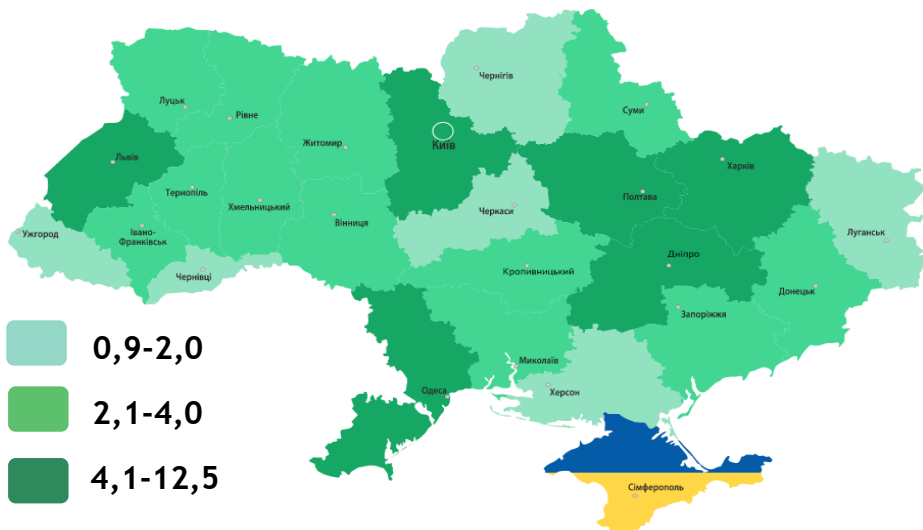 Чернігів
Луцьк
Рівне
Суми
Житомир
Київ
Львів
Харків
Тернопіль
Полтава
Хмельницький
Черкаси
Вінниця
Ужгород
Івано-
Франківськ
Луганськ
Чернівці
Кропивницький
Дніпро
Донецьк
Запоріжжя
0,9-2,0
Миколаїв
Одеса
Херсон
2,1-4,0
4,1-12,5
Сімферополь